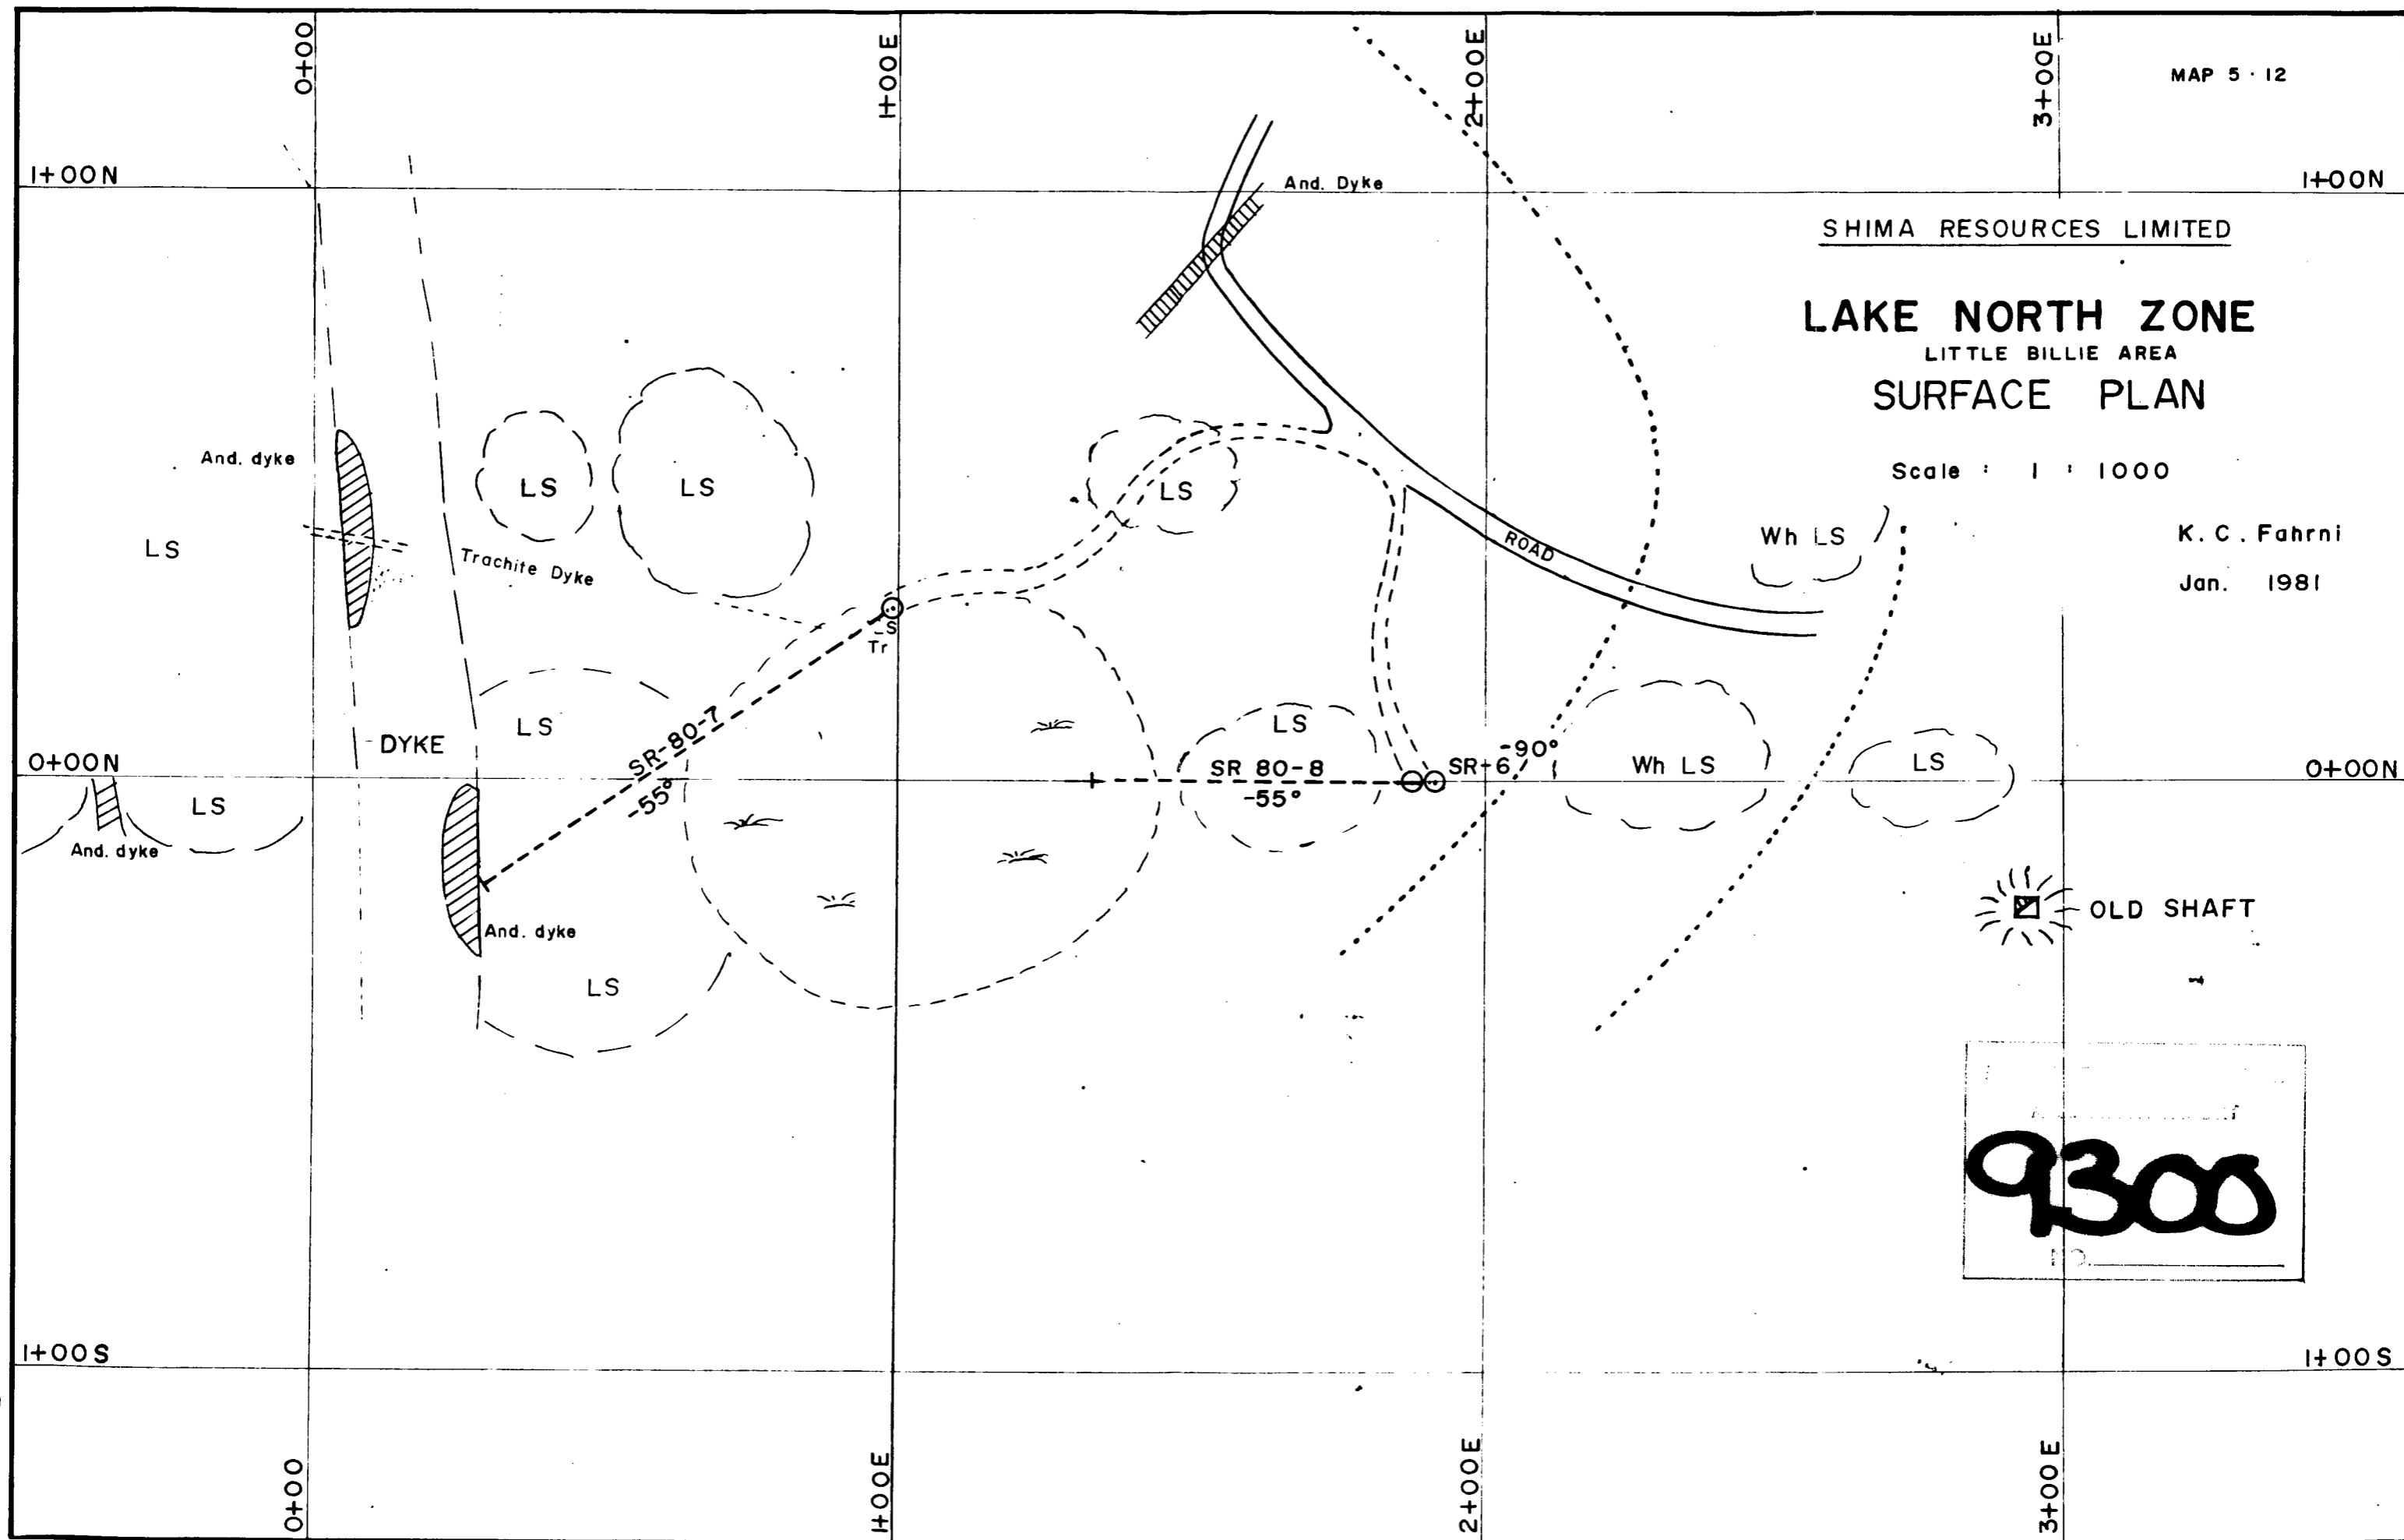 0+00
1+00E
2+00E
3+00E
MAP 5·12
1+00N
And. Dyke
1+00N
SHIMA RESOURCES LIMITED
LAKE NORTH ZONE
LITTLE BILLIE AREA
SURFACE PLAN
Scale : 1 : 1000
K. C. Fahrni
Jan. 1981
And. dyke
LS
LS
LS
LS
Trachite Dyke
ROAD
Wh LS
LS
Tr
LS
DYKE
SR-80-7
-55°
LS
SR 80-8
-55°
SR-6
-90°
Wh LS
LS
0+00N
0+00N
LS
And. dyke
And. dyke
LS
OLD SHAFT
9300
NO.
1+00S
1+00S
0+00
1+00E
2+00E
3+00E